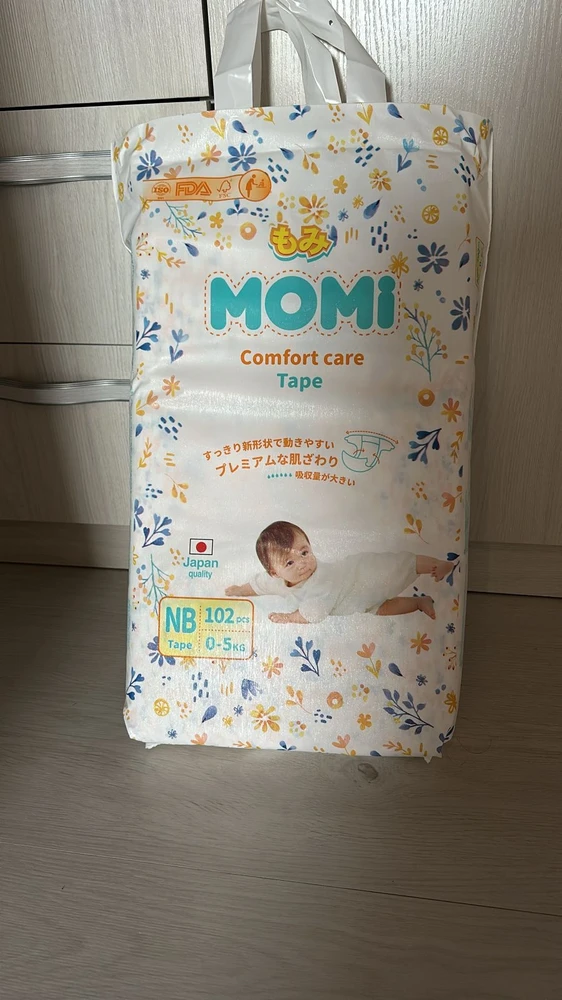 ISO FDA FSC
もみ
MOMi
Comfort care
Tape
すっきり新形状で動きやすい
プレミアムな肌ざわり
吸収量が大きい
Japan
quality
NB 102 pcs
Tape 0-5KG